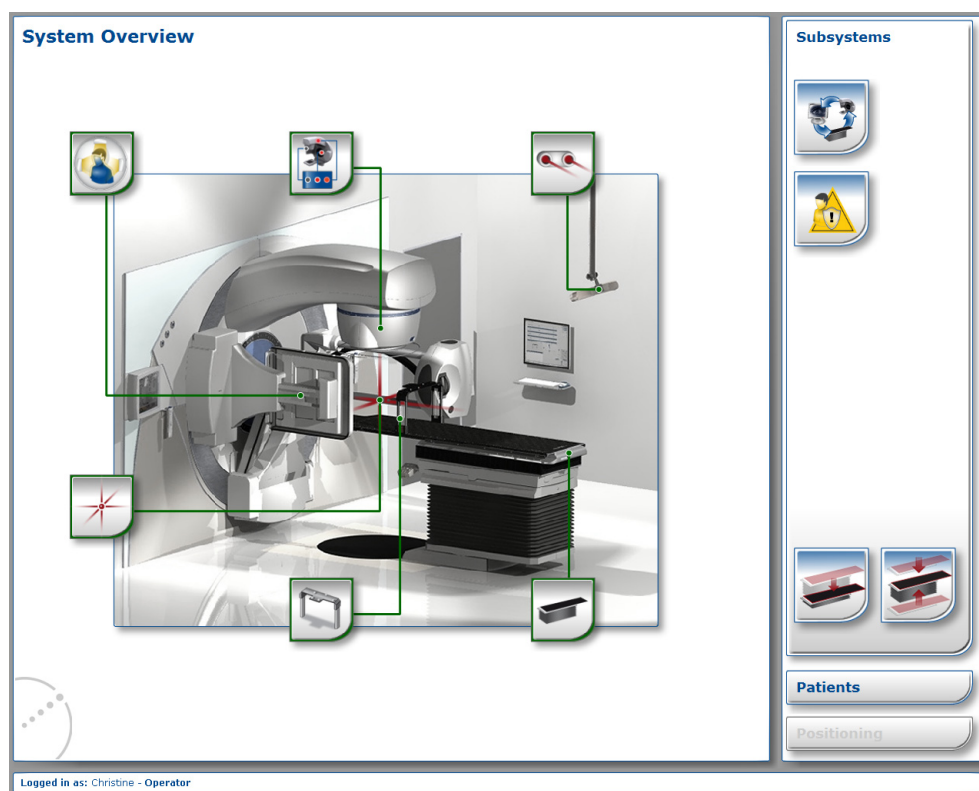 System Overview
Subsystems
Patients
Positioning
Logged in as: Christine - Operator